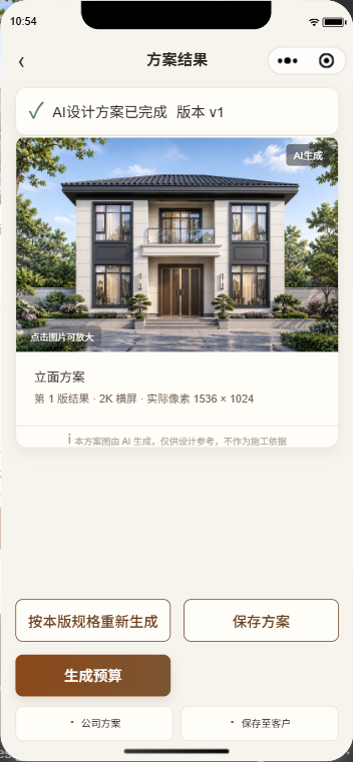 10:54
方案结果
AI设计方案已完成 版本 v1
AI生成
点击图片可放大
立面方案
第 1 版结果 · 2K 横屏 · 实际像素 1536 × 1024
本方案图由 AI 生成，仅供设计参考，不作为施工依据
按本版规格重新生成
保存方案
生成预算
· 公司方案
· 保存至客户